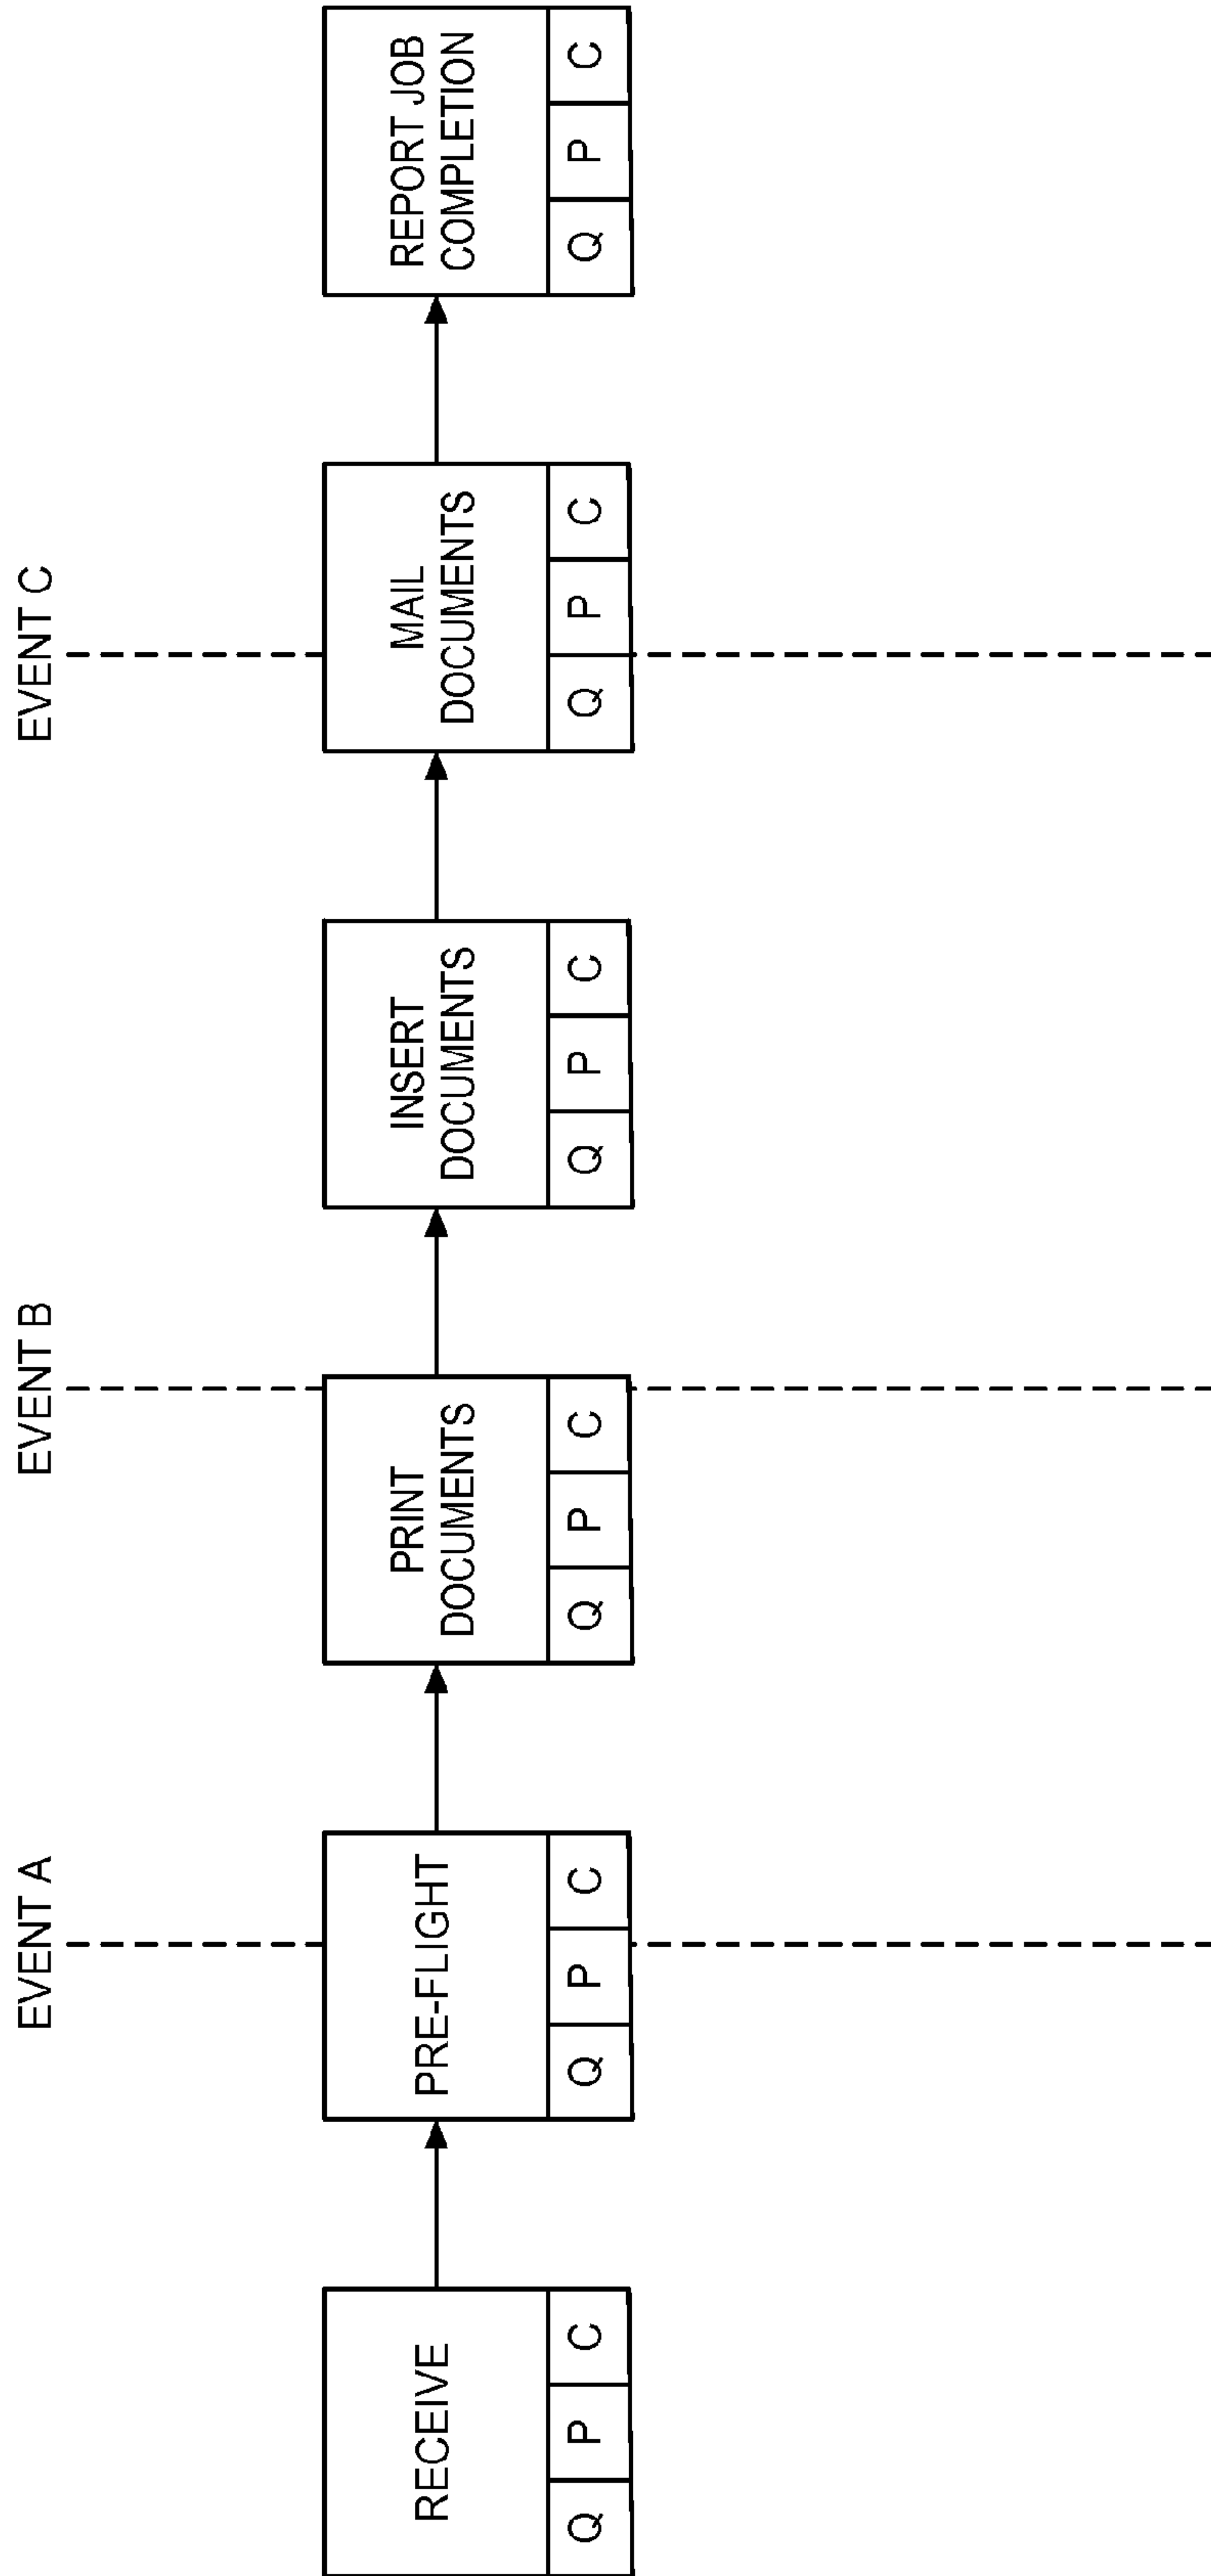 EVENT A
EVENT B
EVENT C
RECEIVE
Q P C
PRE-FLIGHT
Q P C
PRINT
DOCUMENTS
Q P C
INSERT
DOCUMENTS
Q P C
MAIL
DOCUMENTS
Q P C
REPORT JOB
COMPLETION
Q P C